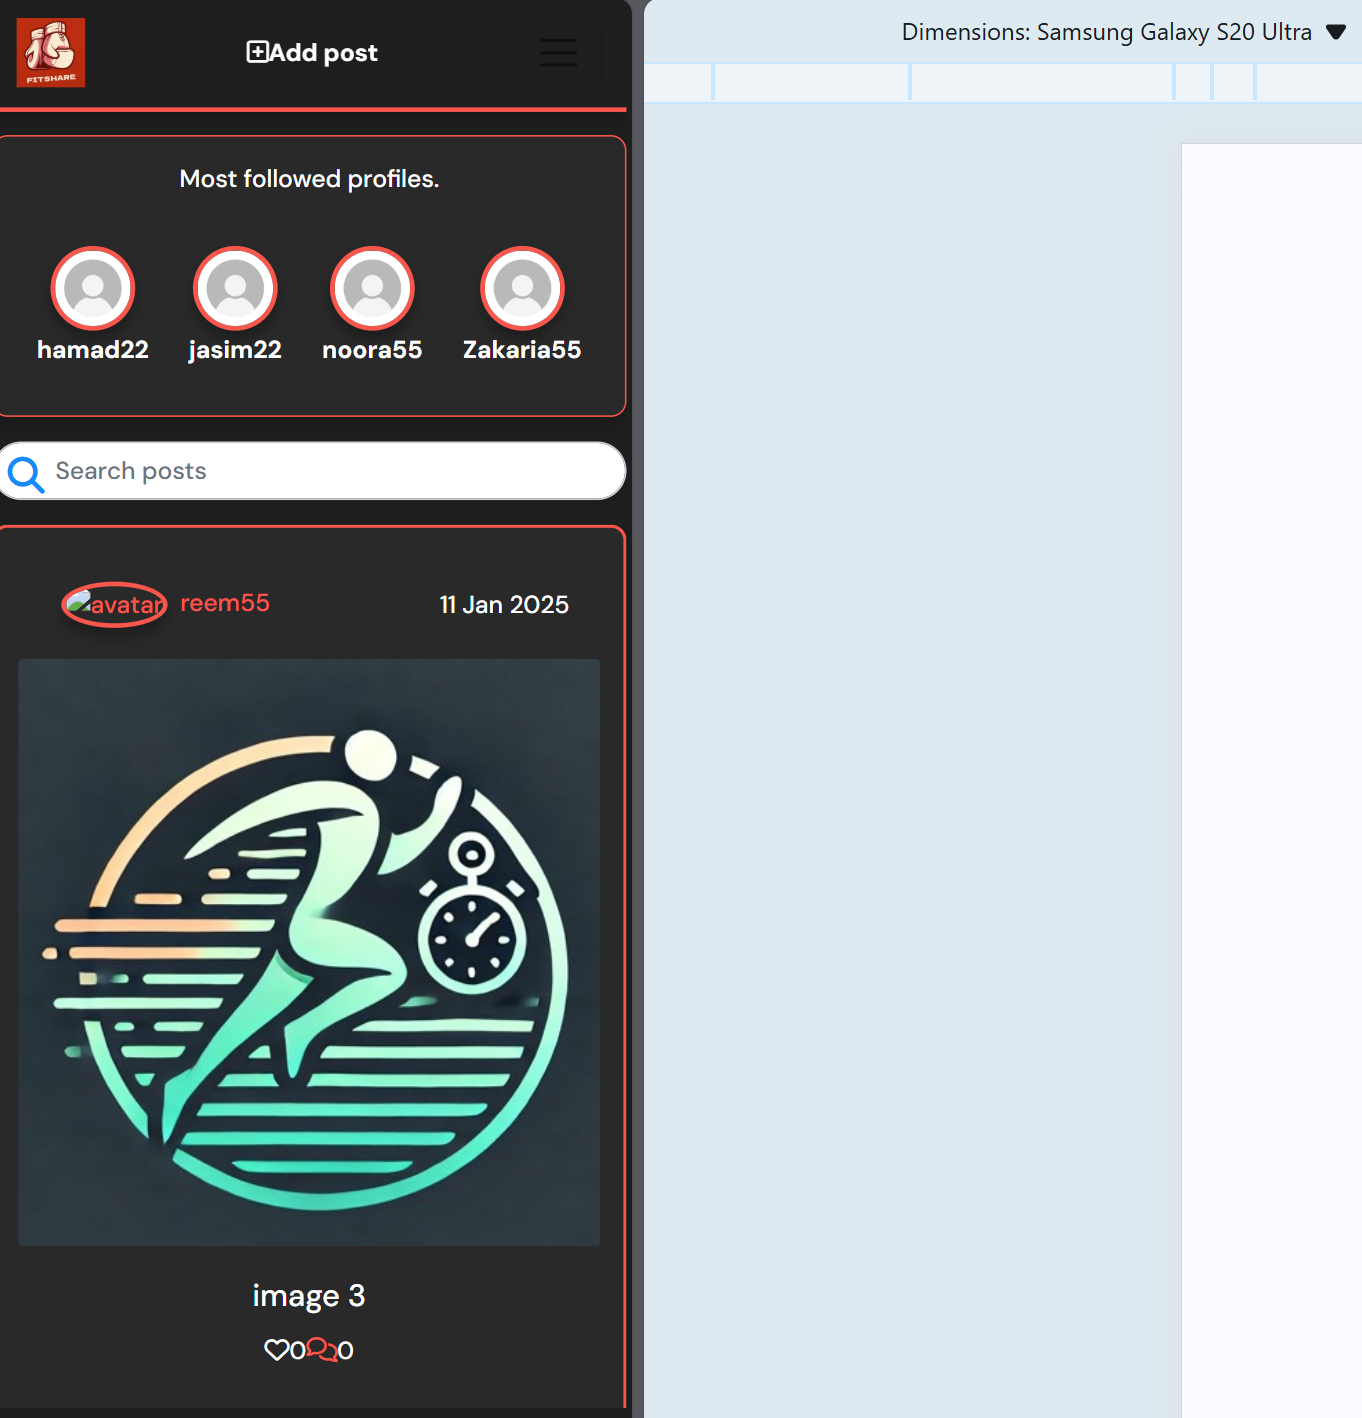 FITSHARE
Add post
Dimensions: Samsung Galaxy S20 Ultra
Most followed profiles.
hamad22 jasim22 noora55 Zakaria55
Search posts
avatar reem55 11 Jan 2025
image 3
0 0